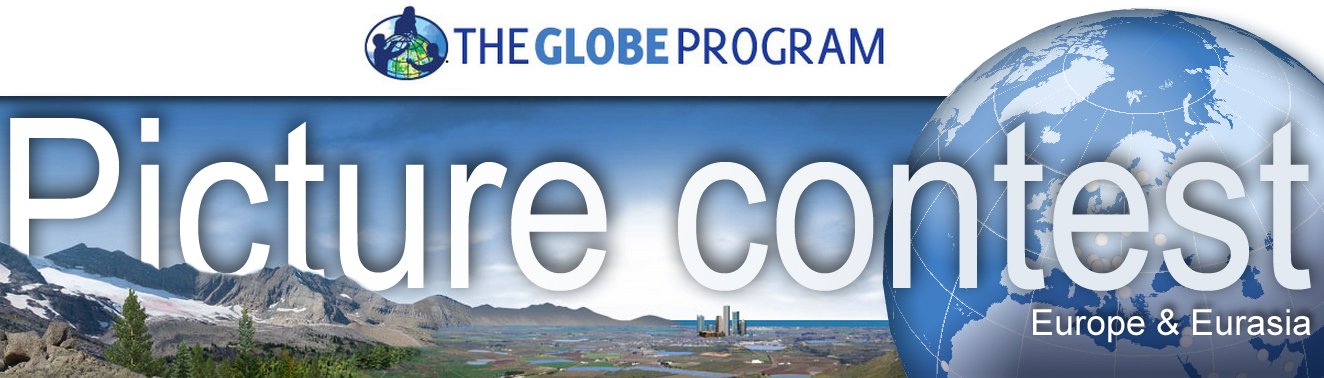 THE GLOBE PROGRAM
Picture contest
Europe & Eurasia